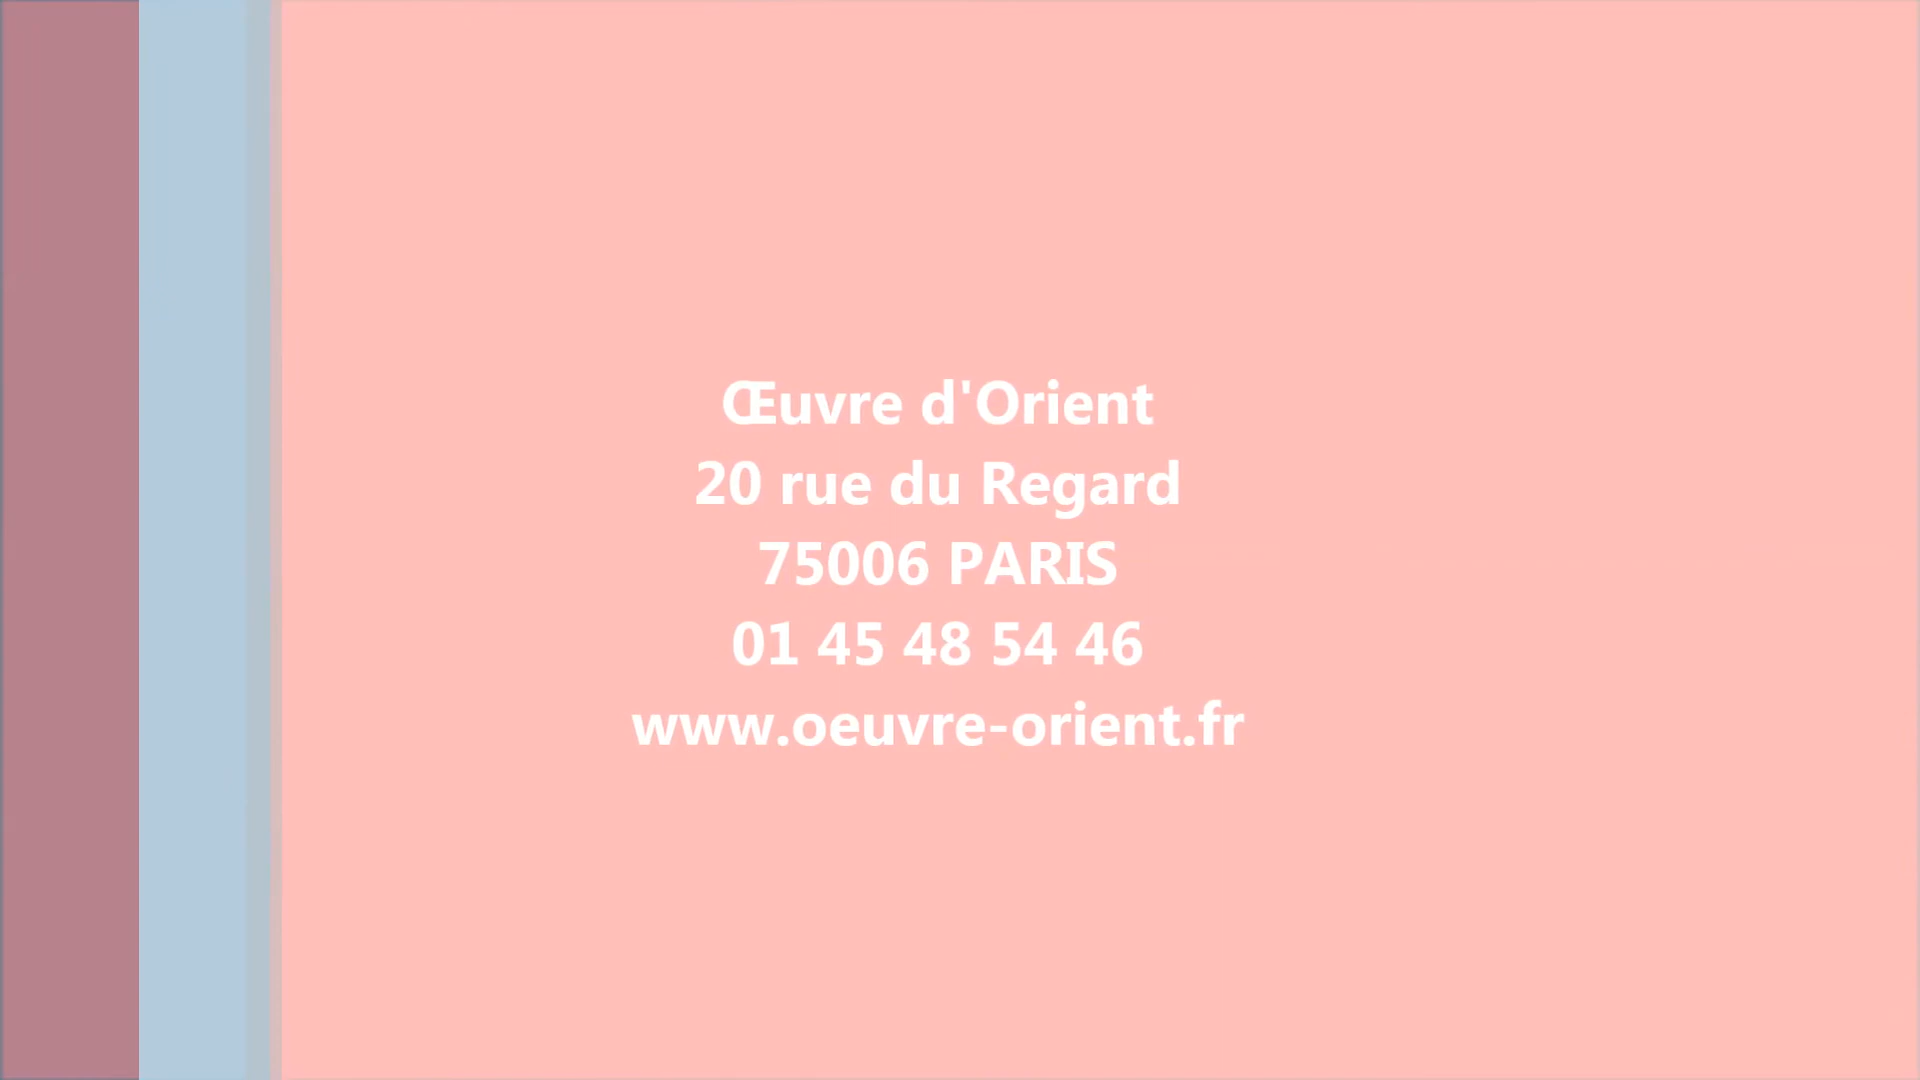 Œuvre d'Orient
20 rue du Regard
75006 PARIS
01 45 48 54 46
www.oeuvre-orient.fr